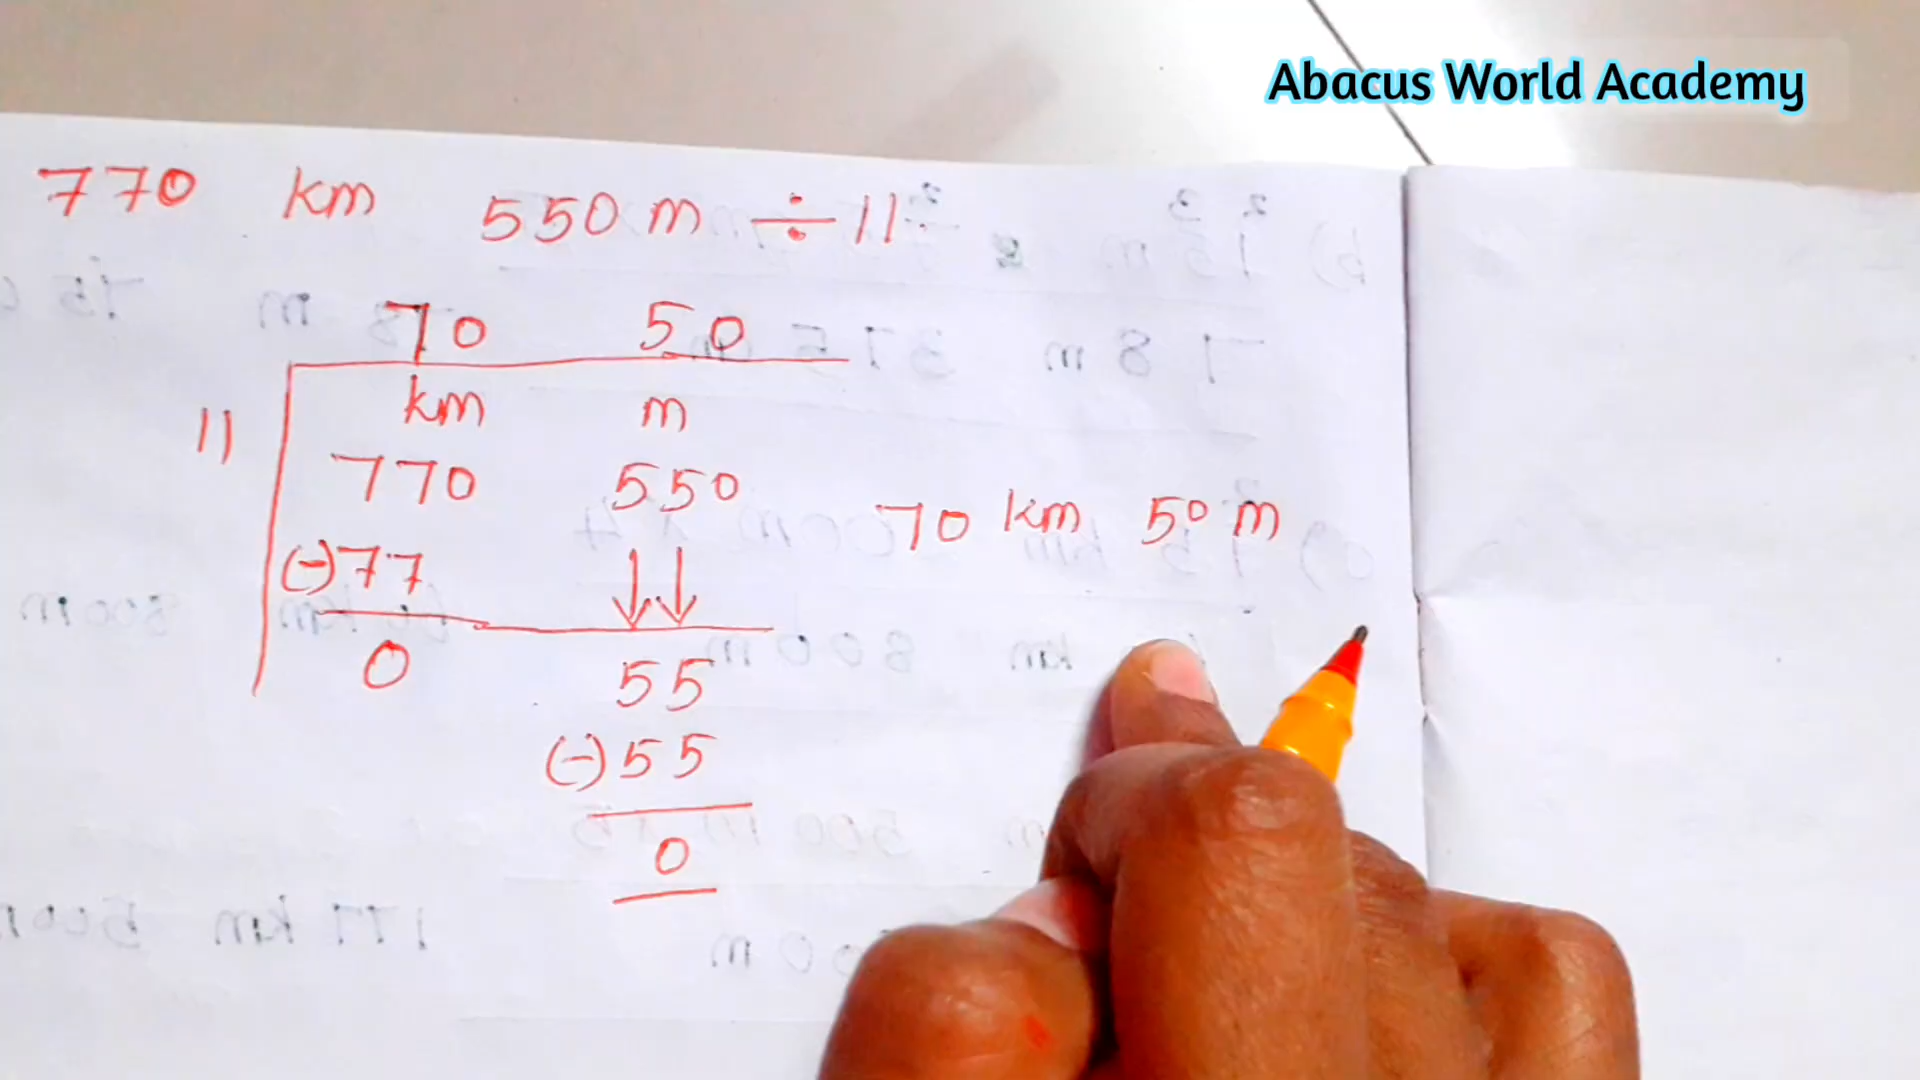 Abacus World Academy
770 km 550 m ÷ 11
70 50
km m
11 770 550
(-)77
0 55
(-)55
0
70 km 50 m